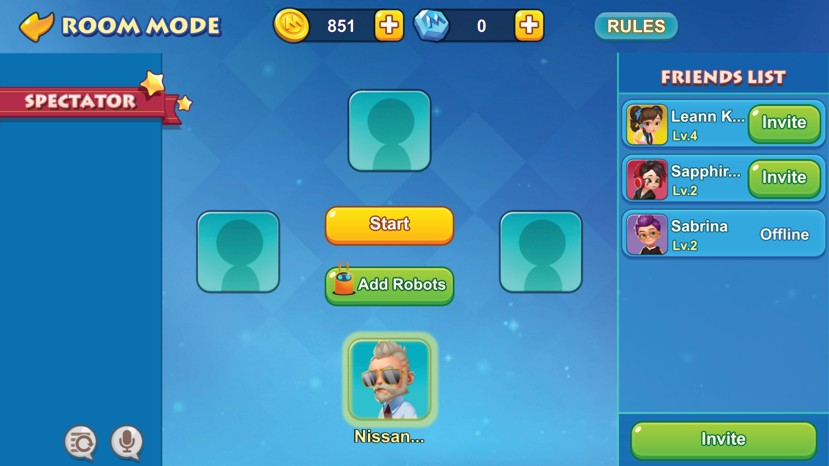 ROOM MODE
851
0
RULES
SPECTATOR
FRIENDS LIST
Leann K...
Lv.4
Invite
Sapphir...
Lv.2
Invite
Sabrina
Lv.2
Offline
Start
Add Robots
Nissan...
Invite